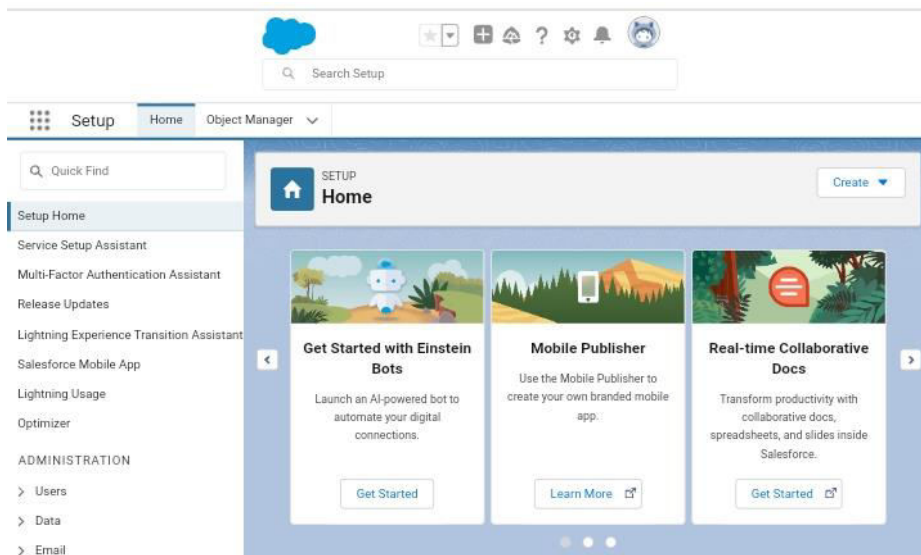 Search Setup
Setup
Home
Object Manager
Quick Find
Setup Home
Service Setup Assistant
Multi-Factor Authentication Assistant
Release Updates
Lightning Experience Transition Assistant
Salesforce Mobile App
Lightning Usage
Optimizer
ADMINISTRATION
Users
Data
Email
SETUP
Home
Create
Get Started with Einstein
Bots
Launch an AI-powered bot to
automate your digital
connections.
Get Started
Mobile Publisher
Use the Mobile Publisher to
create your own branded mobile
app.
Learn More
Real-time Collaborative
Docs
Transform productivity with
collaborative docs,
spreadsheets, and slides inside
Salesforce.
Get Started